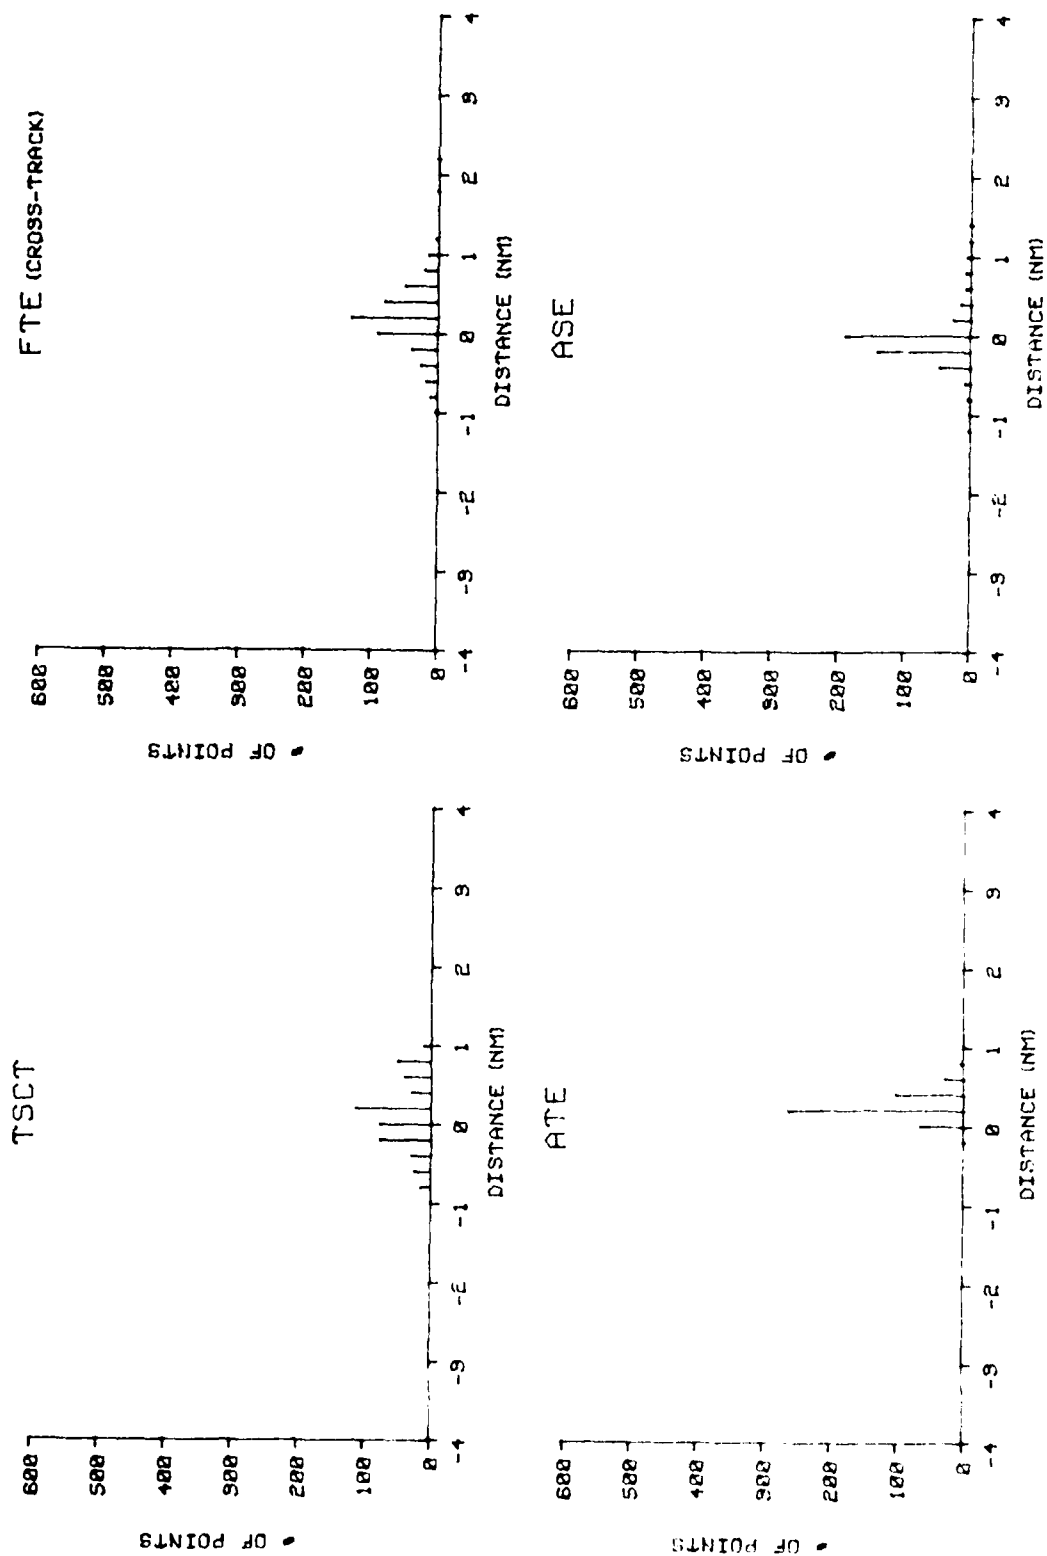 TSCT
600
500
400
300
200
100
0
# OF POINTS
-4 -3 -2 -1 0 1 2 3 4
DISTANCE (NM)
FTE (CROSS-TRACK)
600
500
400
300
200
100
0
# OF POINTS
-4 -3 -2 -1 0 1 2 3 4
DISTANCE (NM)
ATE
600
500
400
300
200
100
0
# OF POINTS
-4 -3 -2 -1 0 1 2 3 4
DISTANCE (NM)
ASE
600
500
400
300
200
100
0
# OF POINTS
-4 -3 -2 -1 0 1 2 3 4
DISTANCE (NM)